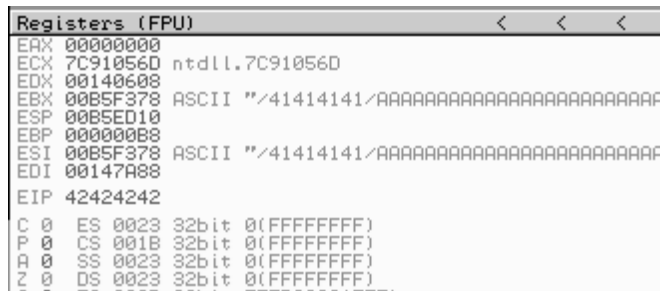 Registers (FPU) < < <
EAX 00000000
ECX 7C91056D ntdll.7C91056D
EDX 00140608
EBX 00B5F378 ASCII "/41414141/AAAAAAAAAAAAAAAAAAAAAAAA
ESP 00B5ED10
EBP 000000B8
ESI 00B5F378 ASCII "/41414141/AAAAAAAAAAAAAAAAAAAAAAAA
EDI 00147A88
EIP 42424242
C 0 ES 0023 32bit 0(FFFFFFFF)
P 0 CS 001B 32bit 0(FFFFFFFF)
A 0 SS 0023 32bit 0(FFFFFFFF)
Z 0 DS 0023 32bit 0(FFFFFFFF)